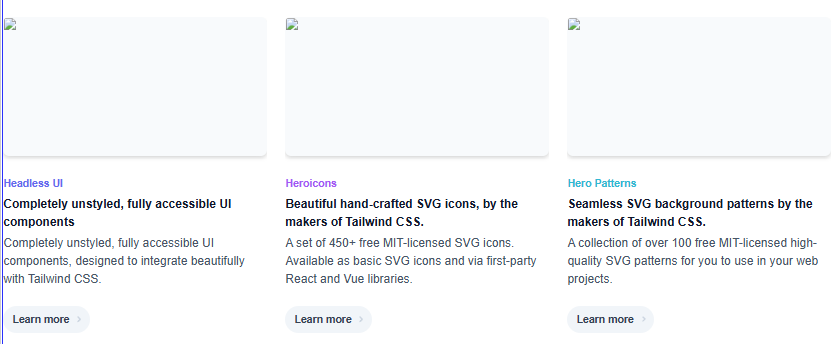 Headless UI
Completely unstyled, fully accessible UI
components
Completely unstyled, fully accessible UI
components, designed to integrate beautifully
with Tailwind CSS.
Learn more
Heroicons
Beautiful hand-crafted SVG icons, by the
makers of Tailwind CSS.
A set of 450+ free MIT-licensed SVG icons.
Available as basic SVG icons and via first-party
React and Vue libraries.
Learn more
Hero Patterns
Seamless SVG background patterns by the
makers of Tailwind CSS.
A collection of over 100 free MIT-licensed high-
quality SVG patterns for you to use in your web
projects.
Learn more